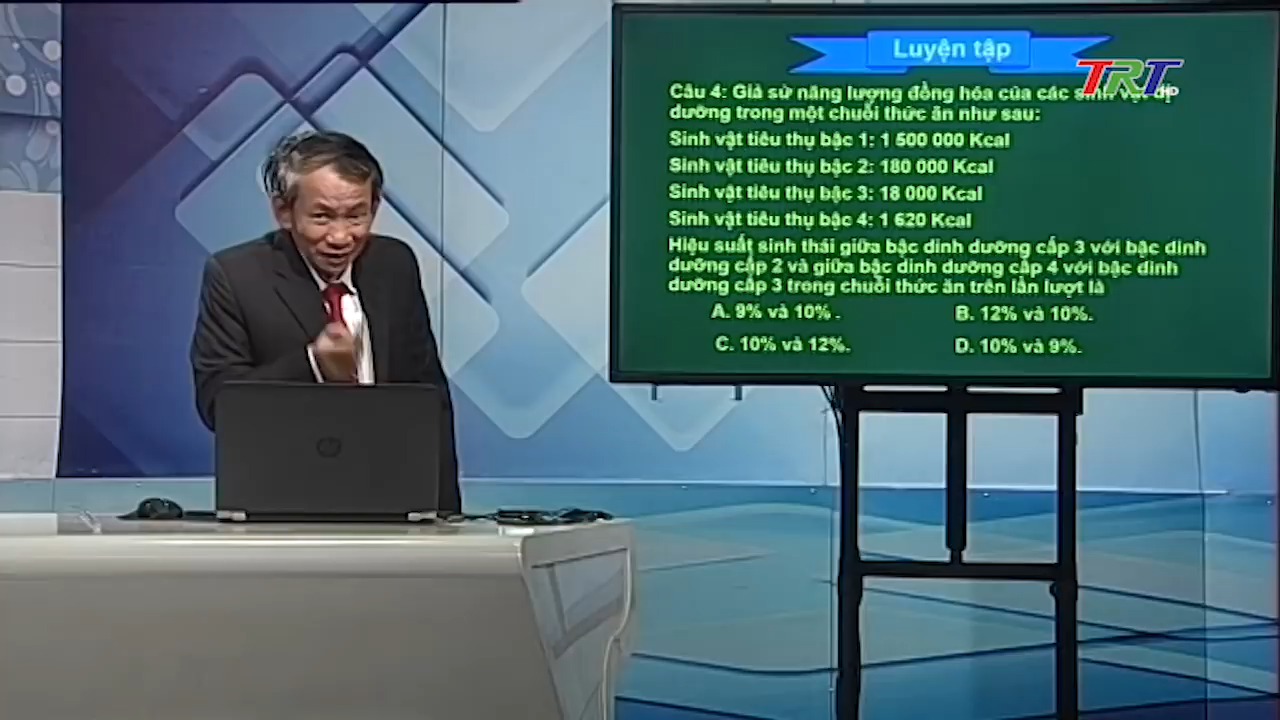 Luyện tập
TRT HD
Câu 4: Giả sử năng lượng đồng hóa của các sinh vật dị
dưỡng trong một chuỗi thức ăn như sau:
Sinh vật tiêu thụ bậc 1: 1 500 000 Kcal
Sinh vật tiêu thụ bậc 2: 180 000 Kcal
Sinh vật tiêu thụ bậc 3: 18 000 Kcal
Sinh vật tiêu thụ bậc 4: 1 620 Kcal
Hiệu suất sinh thái giữa bậc dinh dưỡng cấp 3 với bậc dinh
dưỡng cấp 2 và giữa bậc dinh dưỡng cấp 4 với bậc dinh
dưỡng cấp 3 trong chuỗi thức ăn trên lần lượt là
A. 9% và 10% . B. 12% và 10%.
C. 10% và 12%. D. 10% và 9%.
hp